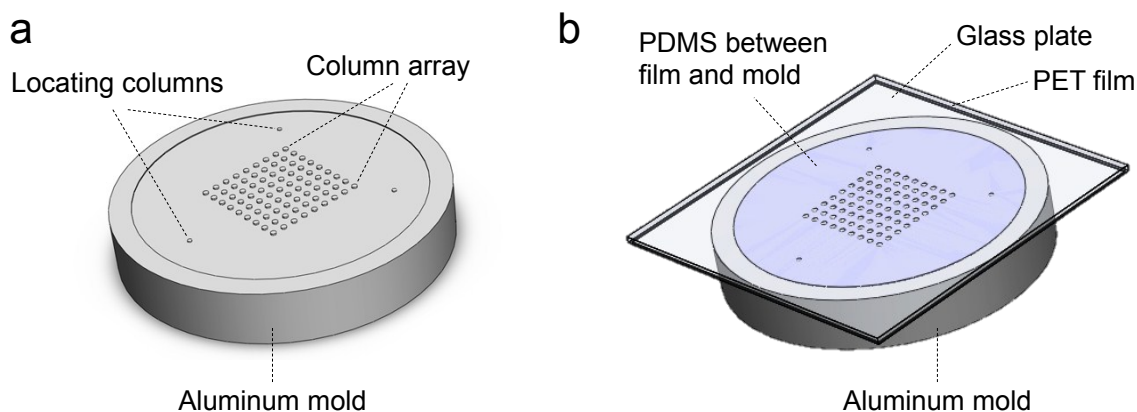 a
Locating columns
Column array
Aluminum mold
b
PDMS between
film and mold
Glass plate
PET film
Aluminum mold